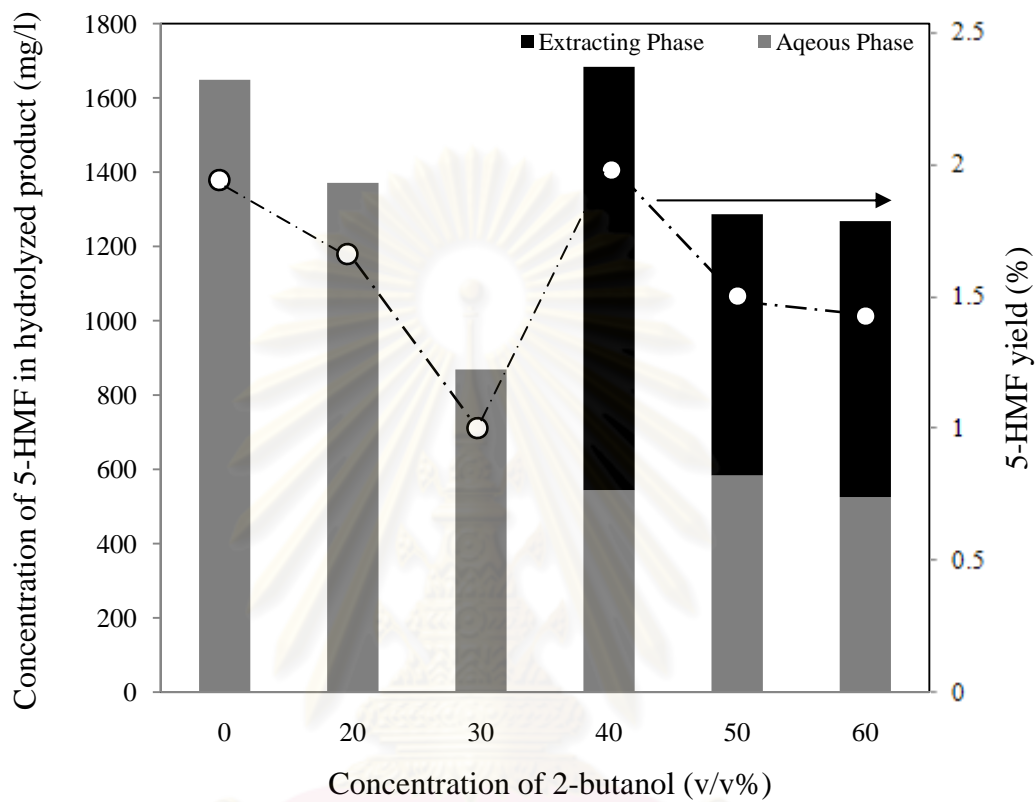 Concentration of 5-HMF in hydrolyzed product (mg/l)
1800
1600
1400
1200
1000
800
600
400
200
0
Extracting Phase
Aqeous Phase
2.5
2
1.5
1
0.5
0
5-HMF yield (%)
0 20 30 40 50 60
Concentration of 2-butanol (v/v%)